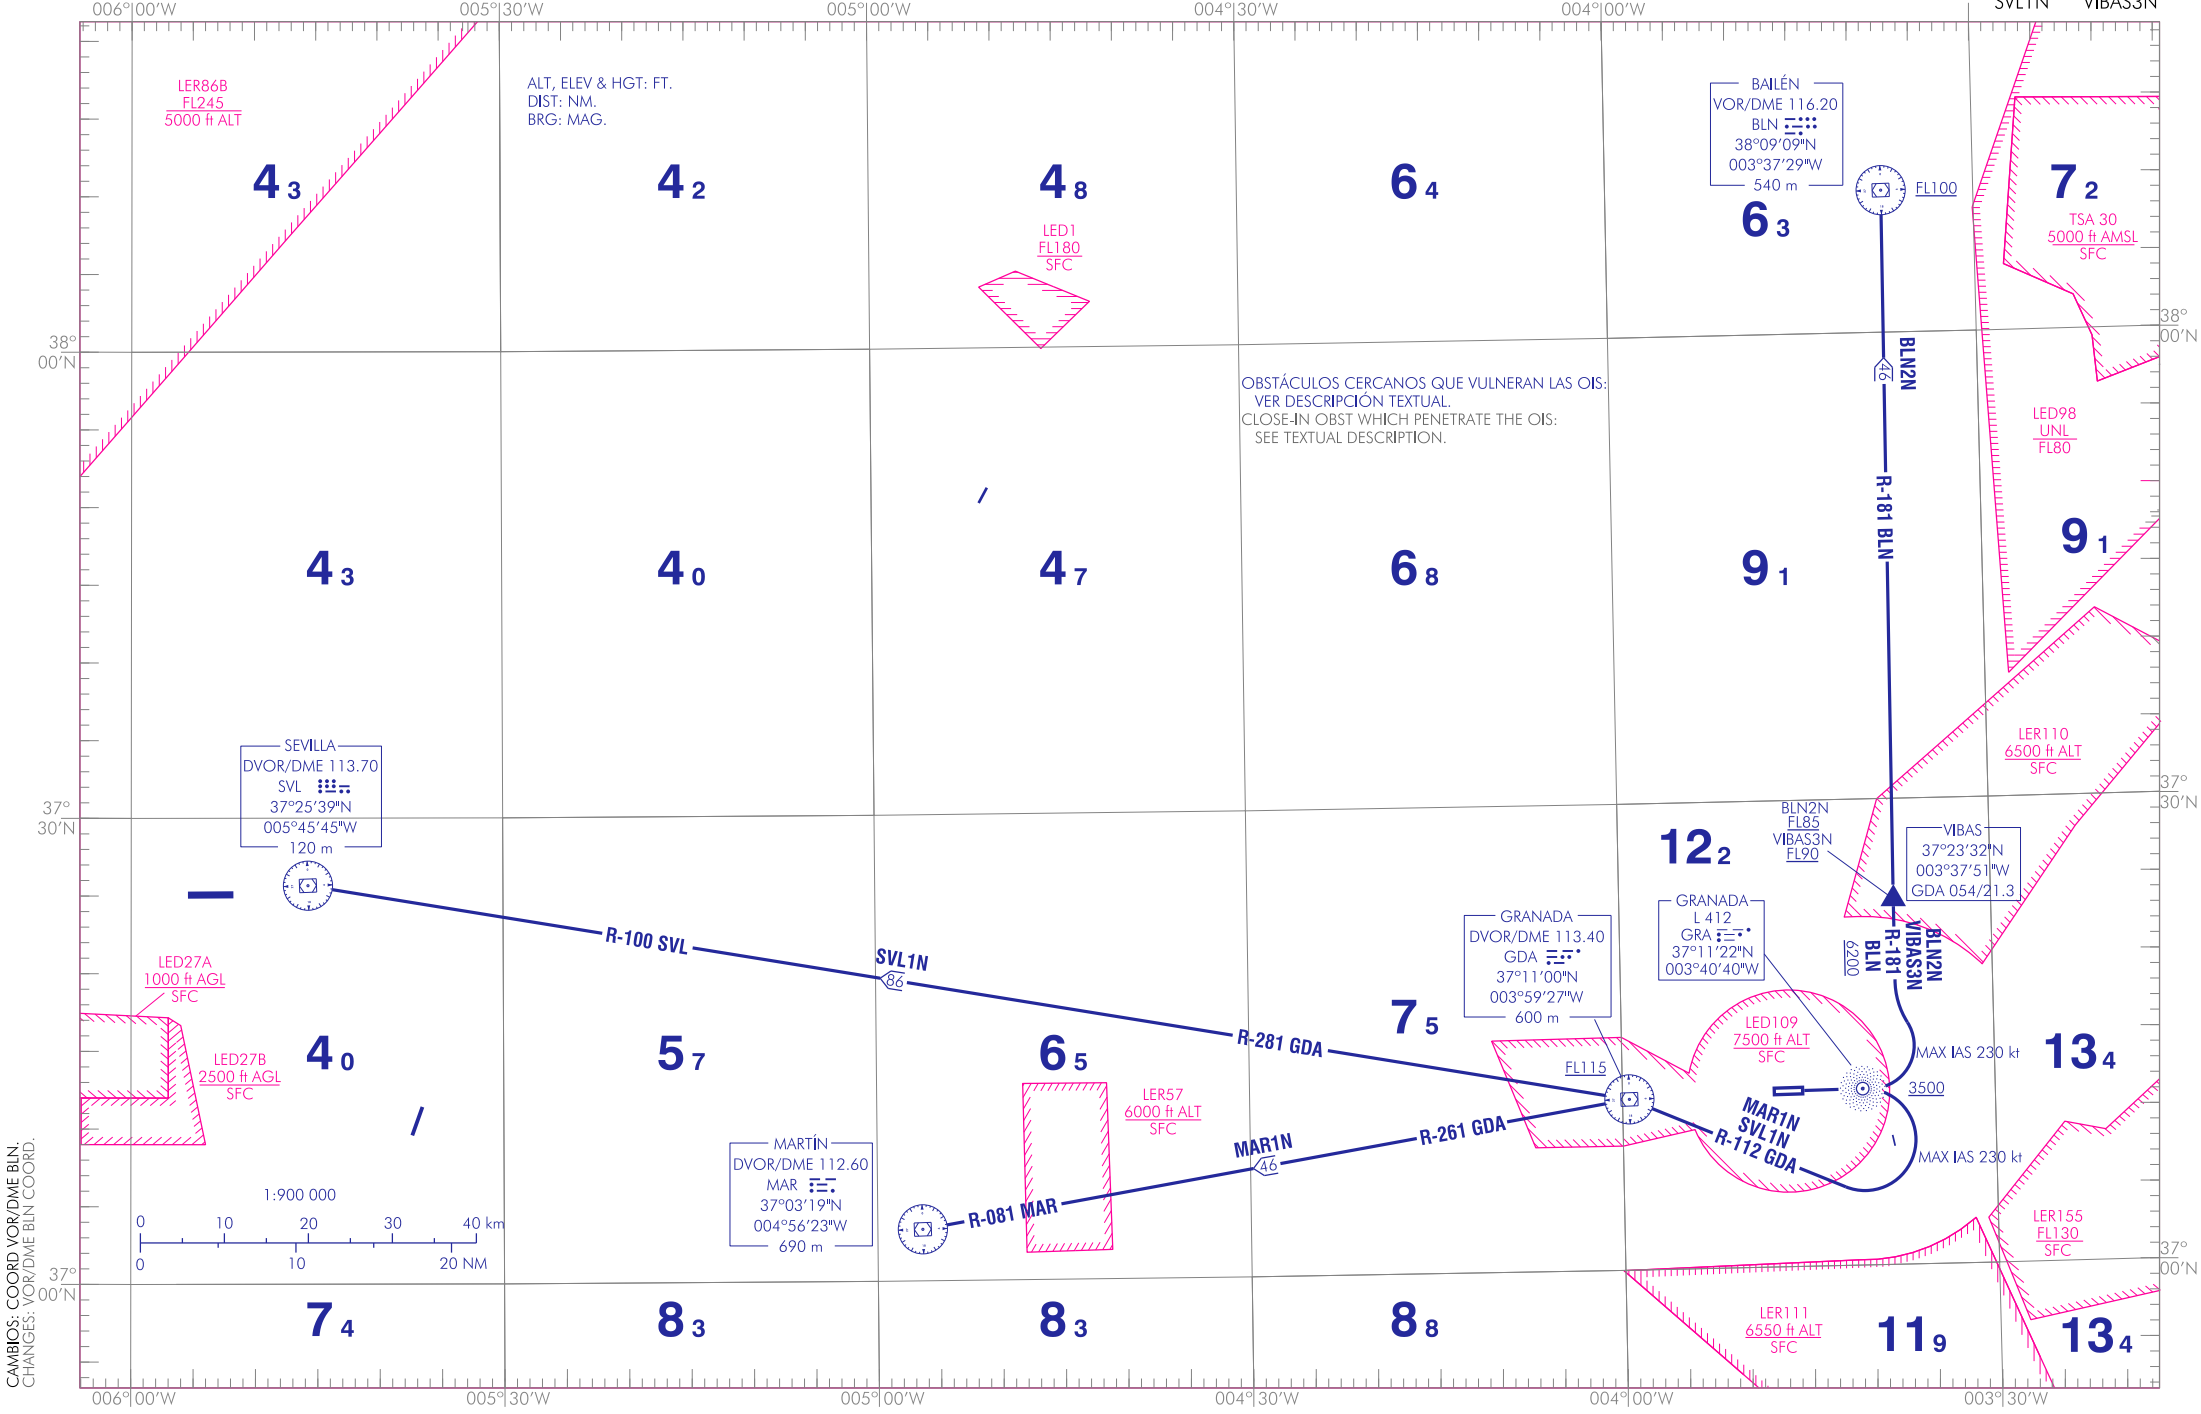 SVL1N VIBAS3N
006°00'W 005°30'W 005°00'W 004°30'W 004°00'W
LER86B
FL245
5000 ft ALT
ALT, ELEV & HGT: FT.
DIST: NM.
BRG: MAG.
BAILÉN
VOR/DME 116.20
BLN
38°09'09"N
003°37'29"W
540 m
FL100
4 3
4 2
4 8
6 4
6 3
7 2
TSA 30
5000 ft AMSL
SFC
LED1
FL180
SFC
38°
00'N
38°
00'N
OBSTÁCULOS CERCANOS QUE VULNERAN LAS OIS:
VER DESCRIPCIÓN TEXTUAL.
CLOSE-IN OBST WHICH PENETRATE THE OIS:
SEE TEXTUAL DESCRIPTION.
BLN2N
46
R-181 BLN
LED98
UNL
FL80
4 3
4 0
4 7
6 8
9 1
9 1
SEVILLA
DVOR/DME 113.70
SVL
37°25'39"N
005°45'45"W
120 m
LER110
6500 ft ALT
SFC
37°
30'N
37°
30'N
BLN2N
FL85
VIBAS3N
FL90
12 2
VIBAS
37°23'32"N
003°37'51"W
GDA 054/21.3
GRANADA
L 412
GRA
37°11'22"N
003°40'40"W
GRANADA
DVOR/DME 113.40
GDA
37°11'00"N
003°59'27"W
600 m
6200
BLN
R-181
VIBAS3N
BLN2N
R-100 SVL
SVL1N
86
R-281 GDA
LED27A
1000 ft AGL
SFC
LED27B
2500 ft AGL
SFC
4 0
5 7
6 5
7 5
13 4
LED109
7500 ft ALT
SFC
MAX IAS 230 kt
FL115
3500
LER57
6000 ft ALT
SFC
MAR1N
SVL1N
R-112 GDA
MAX IAS 230 kt
R-261 GDA
MAR1N
46
R-081 MAR
MARTÍN
DVOR/DME 112.60
MAR
37°03'19"N
004°56'23"W
690 m
1:900 000
0 10 20 30 40 km
0 10 20 NM
LER155
FL130
SFC
37°
00'N
37°
00'N
7 4
8 3
8 3
8 8
LER111
6550 ft ALT
SFC
11 9
13 4
006°00'W 005°30'W 005°00'W 004°30'W 004°00'W 003°30'W
CAMBIOS: COORD VOR/DME BLN.
CHANGES: VOR/DME BLN COORD.